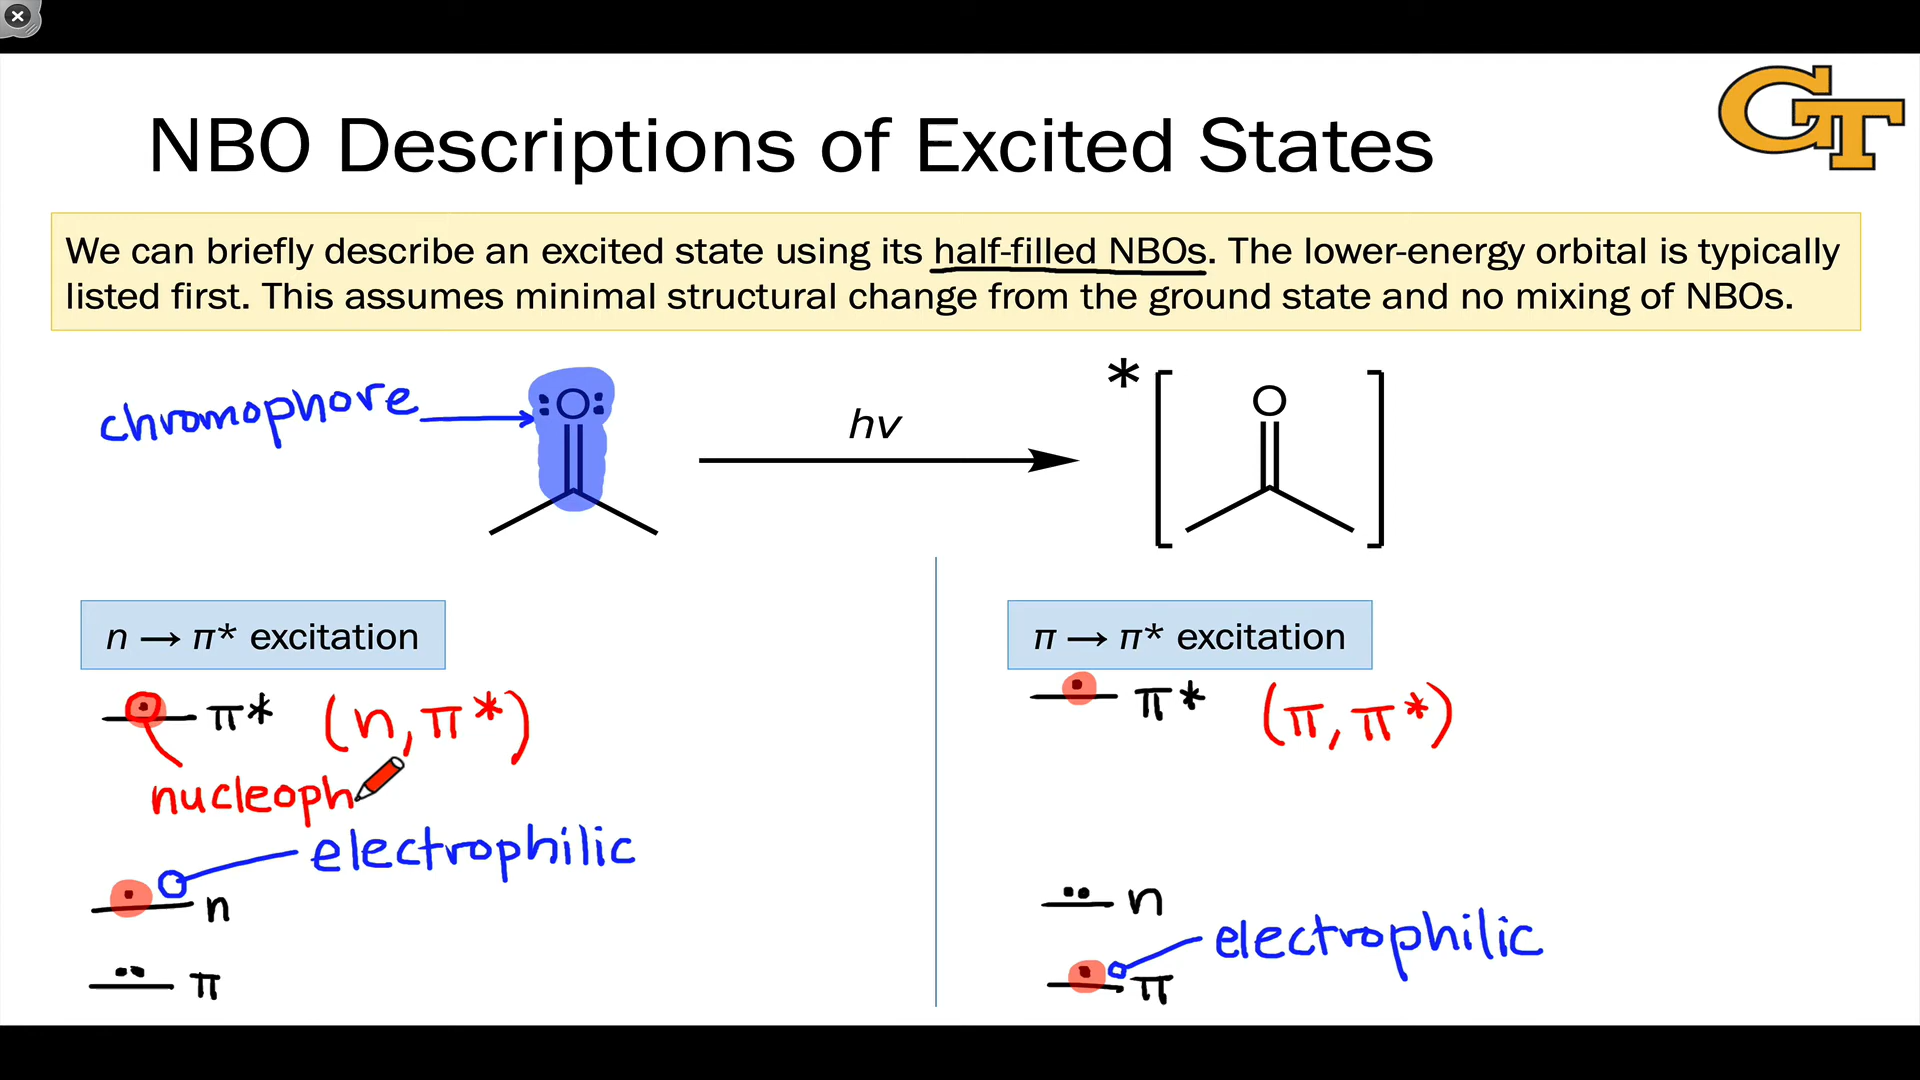 NBO Descriptions of Excited States
GT
We can briefly describe an excited state using its half-filled NBOs. The lower-energy orbital is typically
listed first. This assumes minimal structural change from the ground state and no mixing of NBOs.
chromophore
:O:
hν
*
O
n → π* excitation
π* (n, π*)
nucleoph
electrophilic
n
π
π → π* excitation
π* (π, π*)
n
electrophilic
π